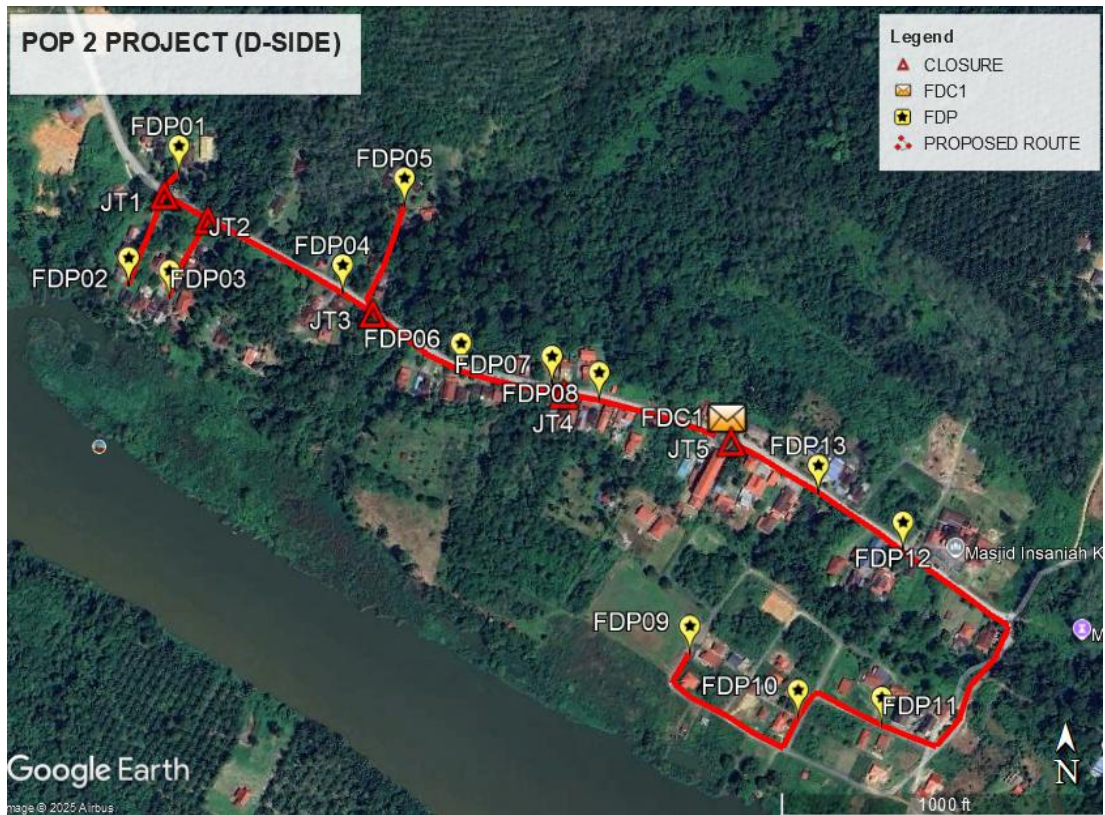 POP 2 PROJECT (D-SIDE)
Legend
CLOSURE
FDC1
FDP
PROPOSED ROUTE
FDP01
FDP05
JT1
JT2
FDP04
FDP02
FDP03
JT3
FDP06
FDP07
FDP08
JT4
FDC1
JT5
FDP13
FDP12
Masjid Insaniah K
FDP09
M
FDP10
FDP11
N
Google Earth
1000 ft
mage © 2025 Airbus